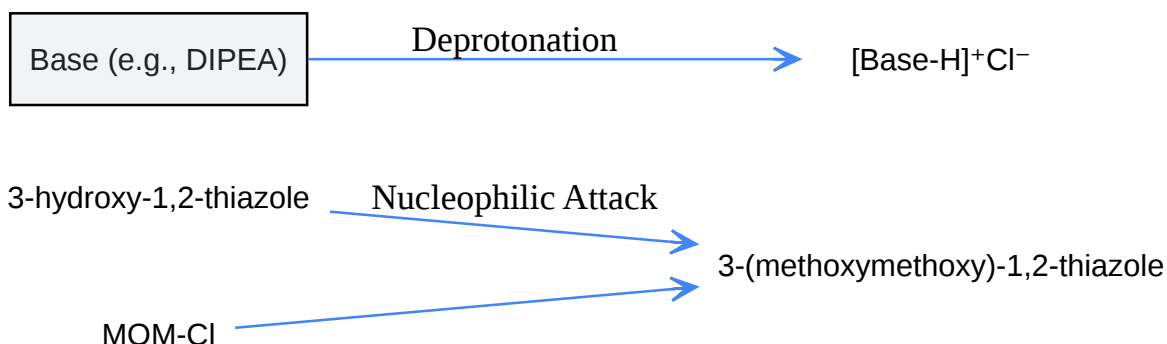 Deprotonation
Base (e.g., DIPEA)
[Base-H]⁺Cl⁻
3-hydroxy-1,2-thiazole
Nucleophilic Attack
3-(methoxymethoxy)-1,2-thiazole
MOM-Cl